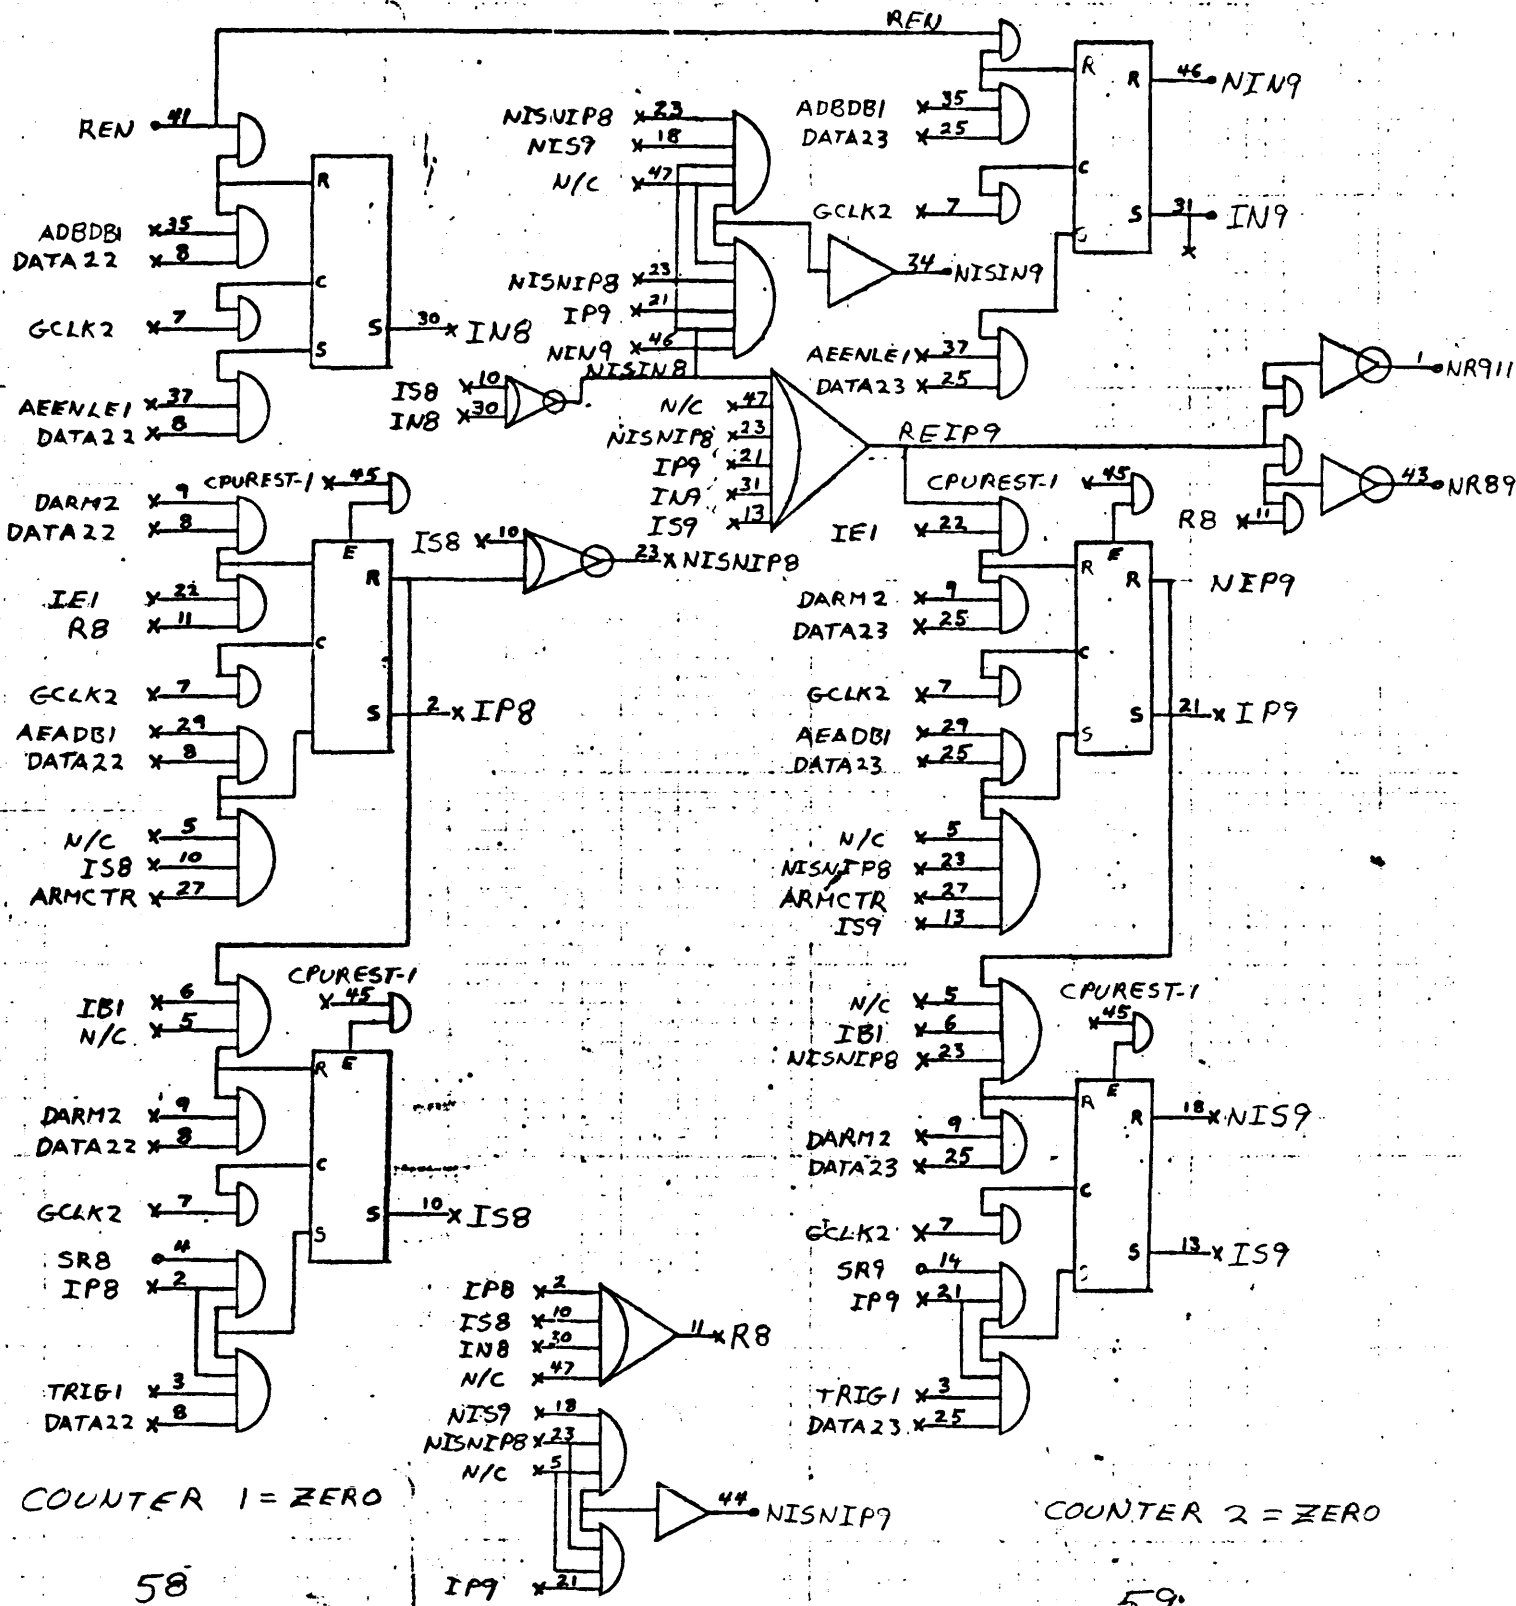 REN
REN 41
ADBDB1 35
DATA22 8
GCLK2 7
AEENLE1 37
DATA22 8
R
C
S
S 30 IN8
NISNIP8 23
NIS9 18
N/C 47
NISNIP8 23
IP9 21
NIN9 46
34 NISIN9
IS8 10
IN8 30
NISIN8
ADBDB1 35
DATA23 25
GCLK2 7
AEENLE1 37
DATA23 25
R
R 46 NIN9
C
S 31 IN9
S
N/C 47
NISNIP8 23
IP9 21
IN9 31
IS9 13
REIP9
1 NR911
43 NR89
R8 11
CPUREST-1 45
DARM2 9
DATA22 8
IE1 22
R8 11
GCLK2 7
AEADB1 29
DATA22 8
N/C 5
IS8 10
ARMCTR 27
E
R
C
S 2 IP8
IS8 10
23 NISNIP8
CPUREST-1 45
IE1 22
DARM2 9
DATA23 25
GCLK2 7
AEADB1 29
DATA23 25
N/C 5
NISNIP8 23
ARMCTR 27
IS9 13
E
R
R NIP9
C
S 21 IP9
S
CPUREST-1
45
IB1 6
N/C 5
DARM2 9
DATA22 8
GCLK2 7
SR8 4
IP8 2
TRIG1 3
DATA22 8
R E
C
S 10 IS8
S
CPUREST-1
45
N/C 5
IB1 6
NISNIP8 23
DARM2 9
DATA23 25
GCLK2 7
SR9 14
IP9 21
TRIG1 3
DATA23 25
E
R
R 18 NIS9
C
S 13 IS9
S
IP8 2
IS8 10
IN8 30
N/C 47
11 R8
NIS9 18
NISNIP8 23
N/C 5
IP9 21
44 NISNIP9
COUNTER 1 = ZERO
COUNTER 2 = ZERO
58
59